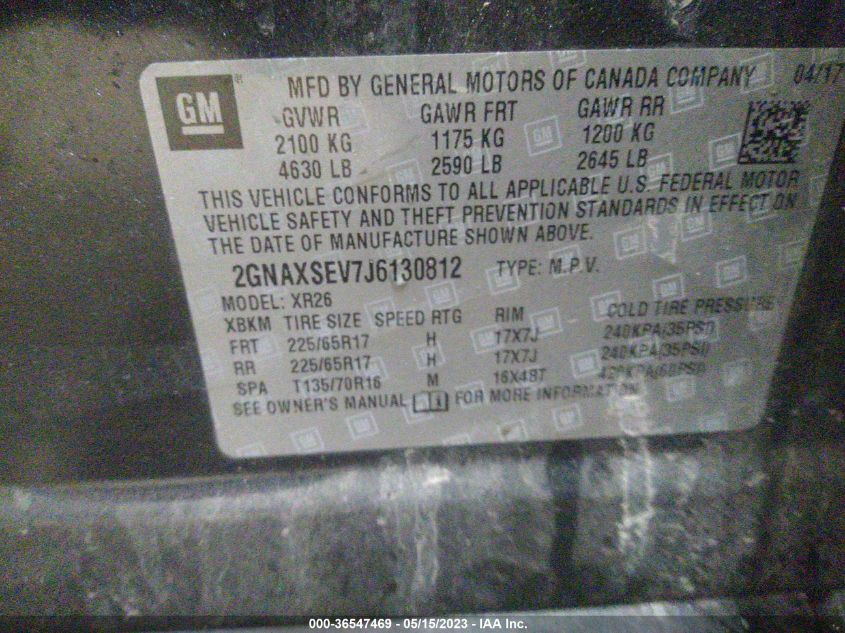 GM ® MFD BY GENERAL MOTORS OF CANADA COMPANY 04/17
GVWR GAWR FRT GAWR RR
2100 KG 1175 KG 1200 KG
4630 LB 2590 LB 2645 LB
THIS VEHICLE CONFORMS TO ALL APPLICABLE U.S. FEDERAL MOTOR
VEHICLE SAFETY AND THEFT PREVENTION STANDARDS IN EFFECT ON
THE DATE OF MANUFACTURE SHOWN ABOVE.
2GNAXSEV7J6130812 TYPE: M.P.V.
MODEL: XR26
XBKM TIRE SIZE SPEED RTG RIM COLD TIRE PRESSURE
FRT 225/65R17 H 17X7J 240KPA(35PSI)
RR 225/65R17 H 17X7J 240KPA(35PSI)
SPA T135/70R16 M 16X4BT 420KPA(60PSI)
SEE OWNER'S MANUAL FOR MORE INFORMATION
000-36547469 - 05/15/2023 - IAA Inc.